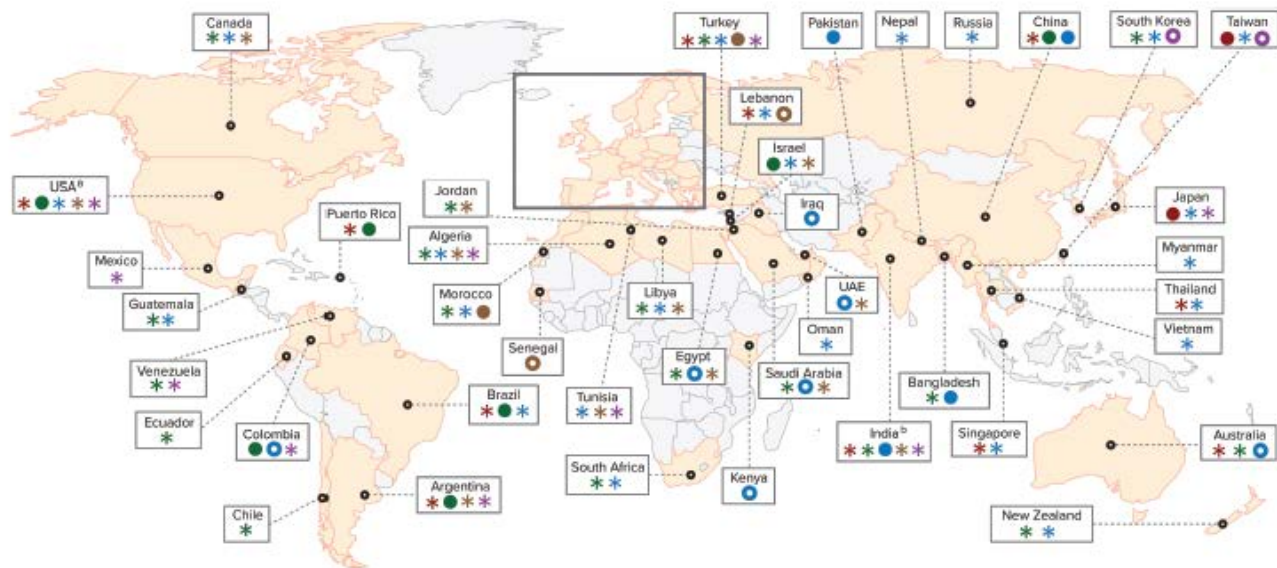 Canada
Turkey
Pakistan
Nepal
Russia
China
South Korea
Taiwan
Lebanon
Israel
USAª
Jordan
Iraq
Japan
Puerto Rico
Algeria
Mexico
Myanmar
Guatemala
Morocco
Libya
UAE
Thailand
Senegal
Oman
Vietnam
Venezuela
Egypt
Saudi Arabia
Brazil
Tunisia
Bangladesh
Ecuador
Colombia
Indiaᵇ
Singapore
Australia
South Africa
Kenya
Argentina
Chile
New Zealand